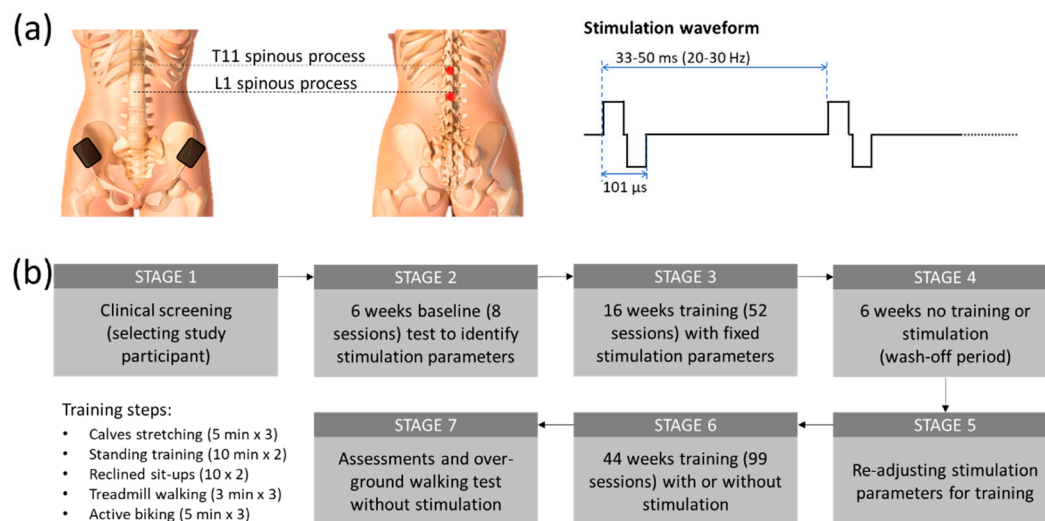 (a)
T11 spinous process
L1 spinous process
Stimulation waveform
33-50 ms (20-30 Hz)
101 µs
(b)
STAGE 1
Clinical screening
(selecting study
participant)
STAGE 2
6 weeks baseline (8
sessions) test to identify
stimulation parameters
STAGE 3
16 weeks training (52
sessions) with fixed
stimulation parameters
STAGE 4
6 weeks no training or
stimulation
(wash-off period)
Training steps:
• Calves stretching (5 min x 3)
• Standing training (10 min x 2)
• Reclined sit-ups (10 x 2)
• Treadmill walking (3 min x 3)
• Active biking (5 min x 3)
STAGE 7
Assessments and over-
ground walking test
without stimulation
STAGE 6
44 weeks training (99
sessions) with or without
stimulation
STAGE 5
Re-adjusting stimulation
parameters for training